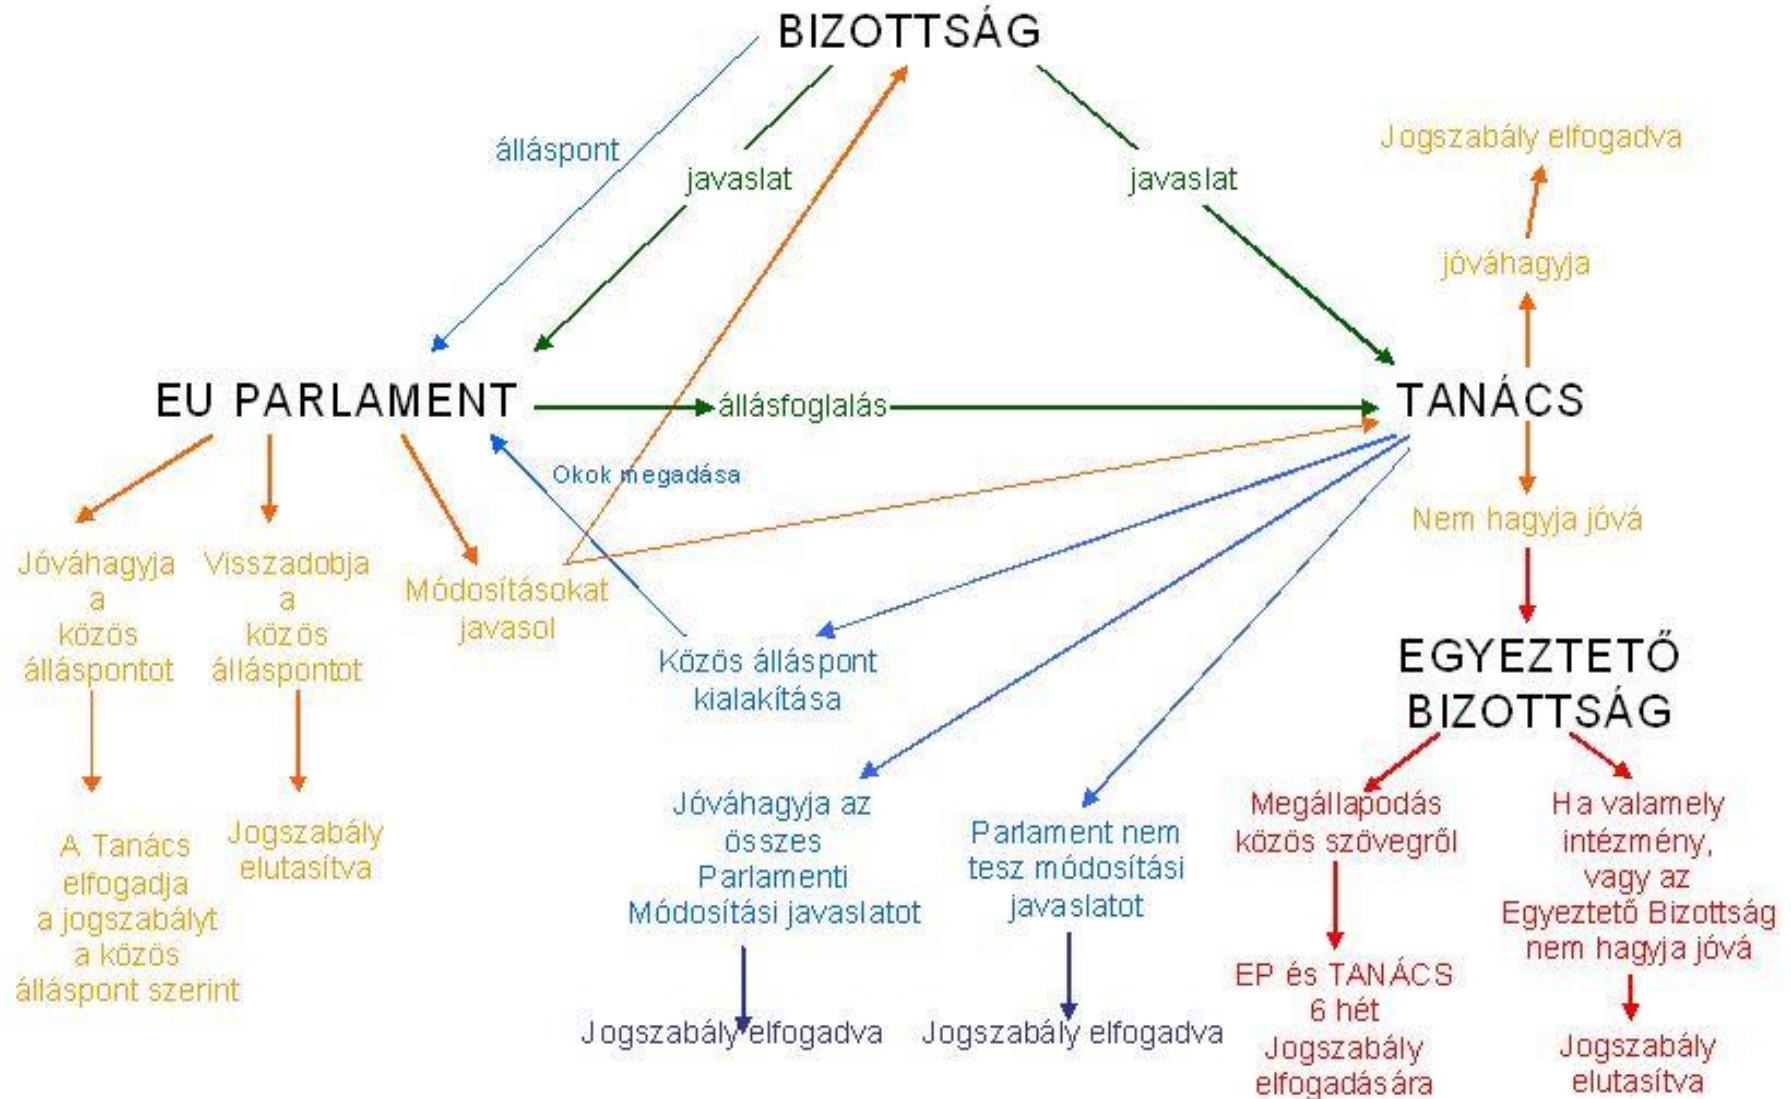 BIZOTTSÁG
álláspont
javaslat
javaslat
Jogszabály elfogadva
jóváhagyja
EU PARLAMENT
állásfoglalás
TANÁCS
Okok megadása
Nem hagyja jóvá
Jóváhagyja
a
közös
álláspontot
Visszadobja
a
közös
álláspontot
Módosításokat
javasol
Közös álláspont
kialakítása
EGYEZTETŐ
BIZOTTSÁG
A Tanács
elfogadja
a jogszabályt
a közös
álláspont szerint
Jogszabály
elutasítva
Jóváhagyja az
összes
Parlamenti
Módosítási javaslatot
Parlament nem
tesz módosítási
javaslatot
Megállapodás
közös szövegről
Ha valamely
intézmény,
vagy az
Egyeztető Bizottság
nem hagyja jóvá
Jogszabály elfogadva
Jogszabály elfogadva
EP és TANÁCS
6 hét
Jogszabály
elfogadására
Jogszabály
elutasítva